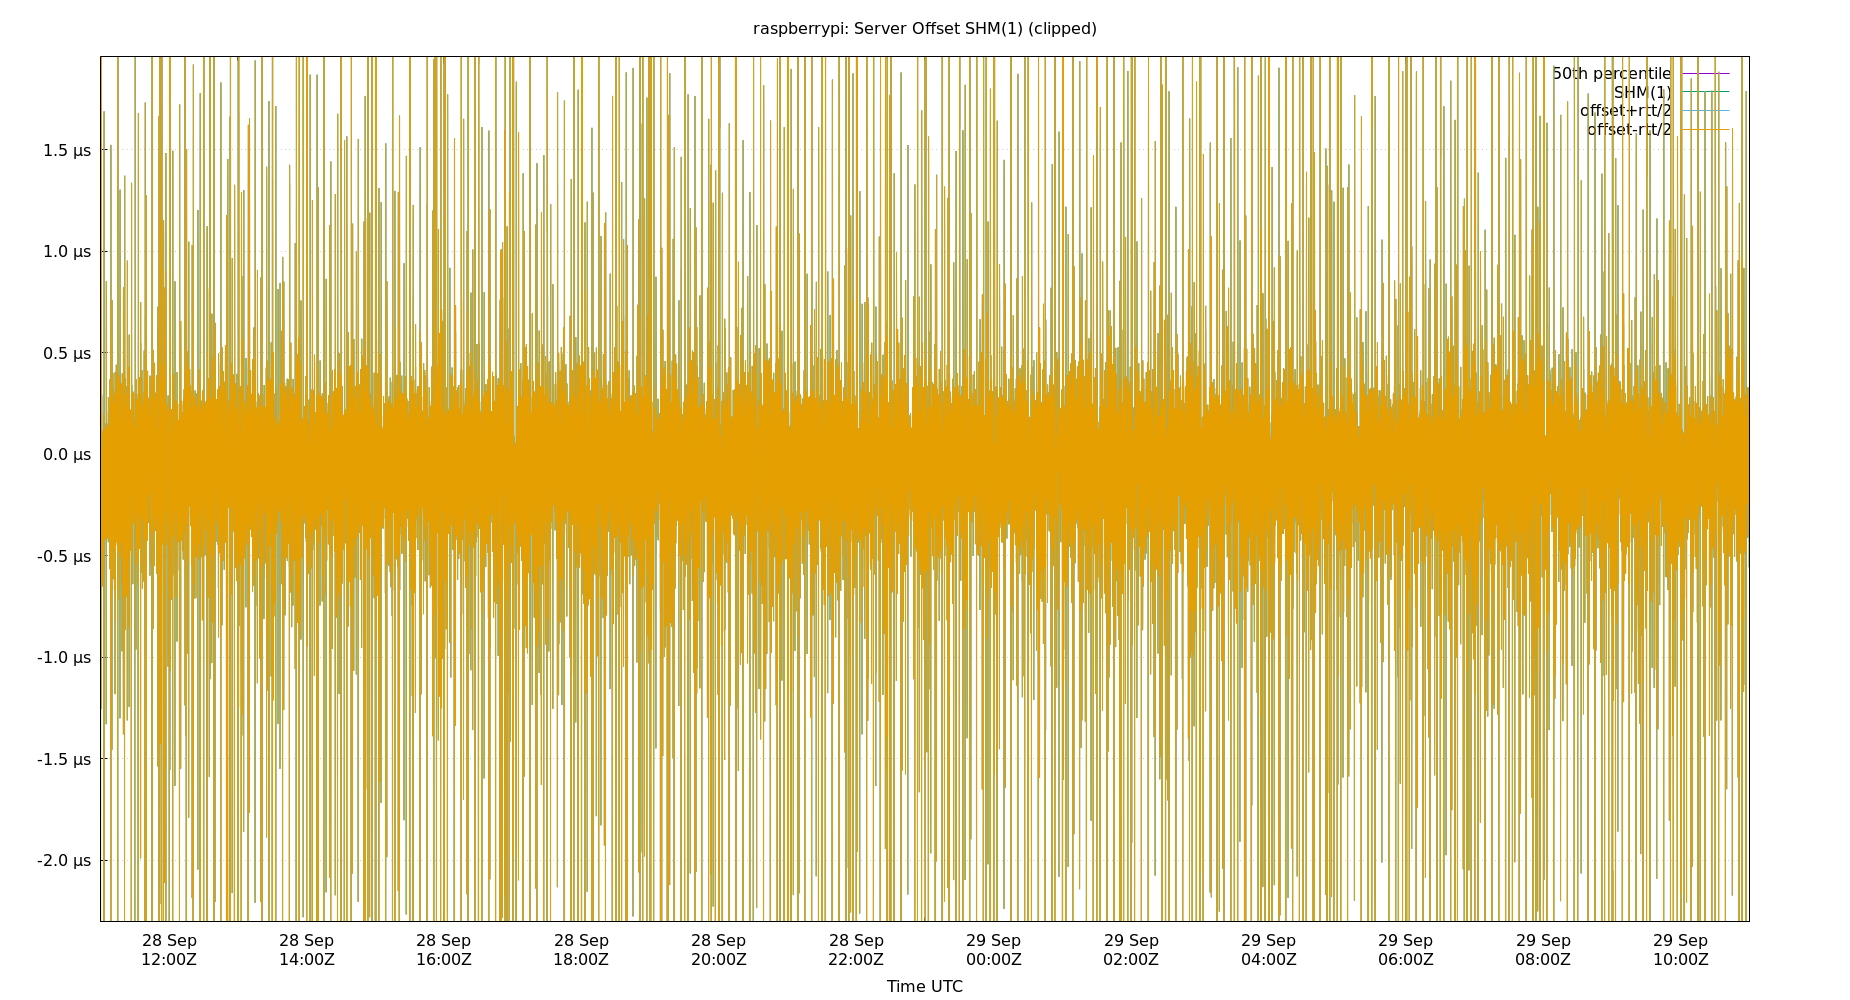 raspberrypi: Server Offset SHM(1) (clipped)
50th percentile
SHM(1)
offset+rtt/2
offset-rtt/2
1.5 µs
1.0 µs
0.5 µs
0.0 µs
-0.5 µs
-1.0 µs
-1.5 µs
-2.0 µs
28 Sep 28 Sep 28 Sep 28 Sep 28 Sep 28 Sep 29 Sep 29 Sep 29 Sep 29 Sep 29 Sep 29 Sep
12:00Z 14:00Z 16:00Z 18:00Z 20:00Z 22:00Z 00:00Z 02:00Z 04:00Z 06:00Z 08:00Z 10:00Z
Time UTC